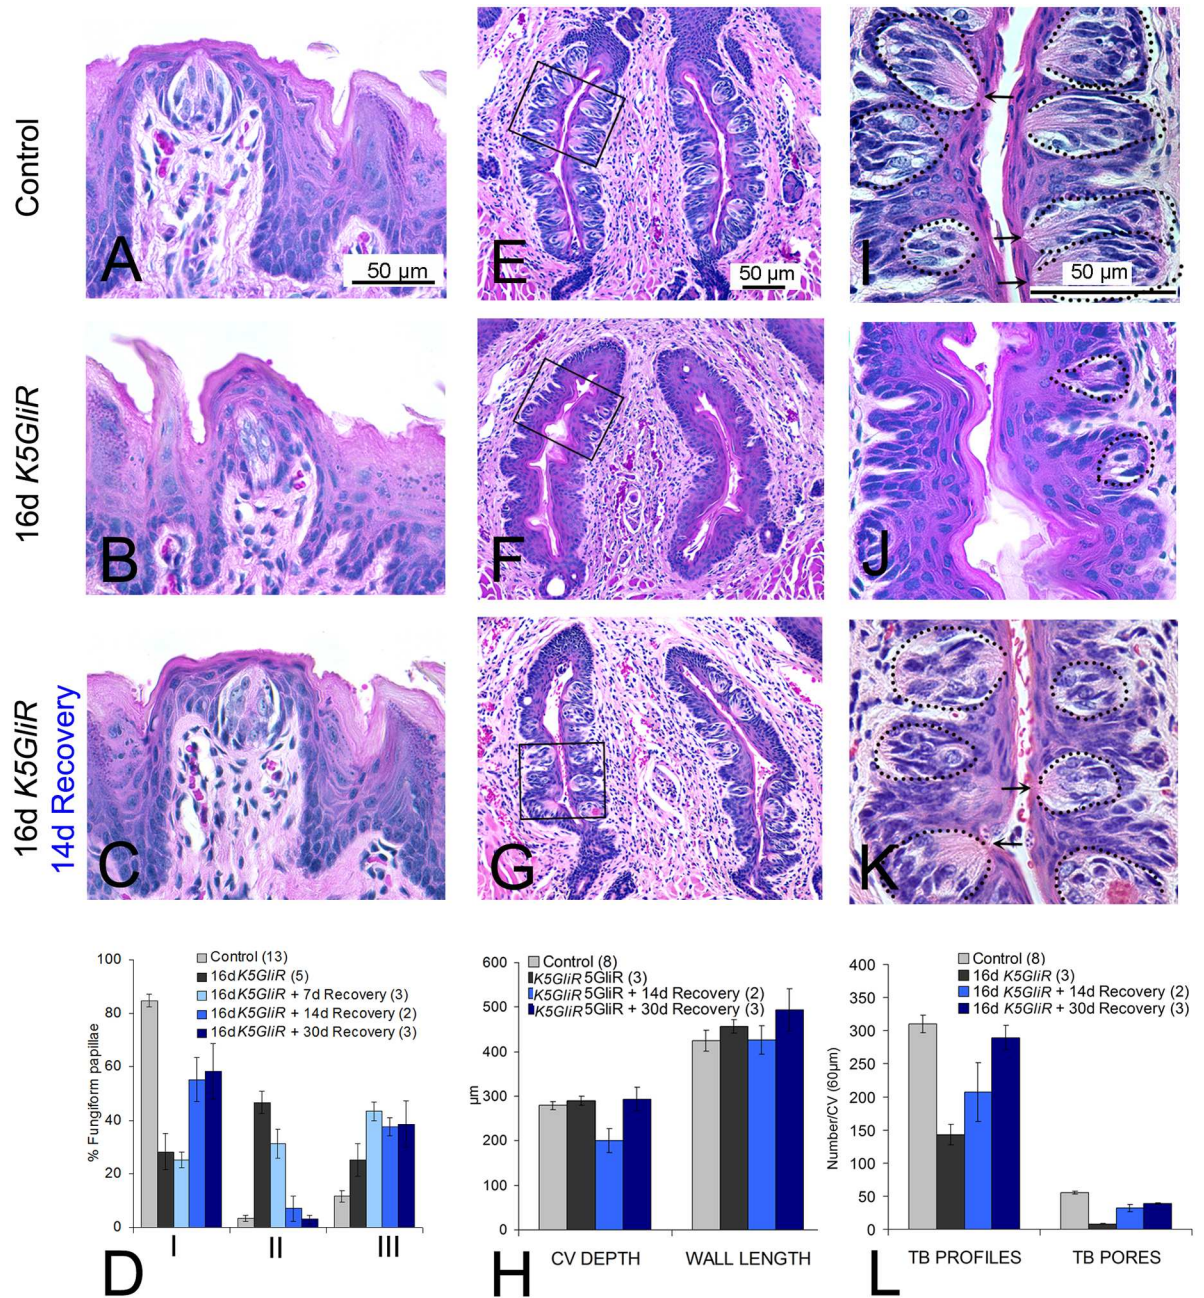 Control
A
50 µm
E
50 µm
I
50 µm
16d K5GliR
B
F
J
16d K5GliR
14d Recovery
C
G
K
100
80
60
40
20
0
% Fungiform papillae
Control (13)
16d K5GliR (5)
16d K5GliR + 7d Recovery (3)
16d K5GliR + 14d Recovery (2)
16d K5GliR + 30d Recovery (3)
I
II
III
D
600
500
400
300
200
100
0
µm
Control (8)
K5GliR 5GliR (3)
K5GliR 5GliR + 14d Recovery (2)
K5GliR 5GliR + 30d Recovery (3)
CV DEPTH
WALL LENGTH
H
400
350
300
250
200
150
100
50
0
Number/CV (60µm)
Control (8)
16d K5GliR (3)
16d K5GliR + 14d Recovery (2)
16d K5GliR + 30d Recovery (3)
TB PROFILES
TB PORES
L